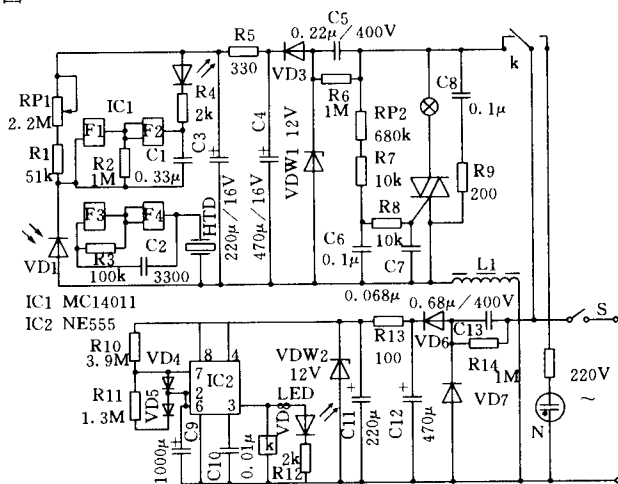 C5
0.22μ/400V
R5
330
VD3
k
RP1
2.2M
IC1
R4
2k
C3
C4
12V
VDW1
R6
1M
RP2
680k
C8
0.1μ
F1
F2
R1
51k
R2
1M
C1
0.33μ
R7
10k
R9
200
F3
F4
HTD
220μ/16V
470μ/16V
R8
10k
C6
0.1μ
C7
VD1
R3
100k
C2
3300
L1
0.068μ
IC1 MC14011
IC2 NE555
0.68μ/400V
C13
S
R10
3.9M
VD4
8
4
VDW2
12V
R13
100
VD6
R14
1M
220V
~
7
IC2
2
6
3
LED
R11
1.3M
VD5
VD8
VD7
C9
1000μ
C10
0.01μ
k
2k
R12
C11
220μ
C12
470μ
N